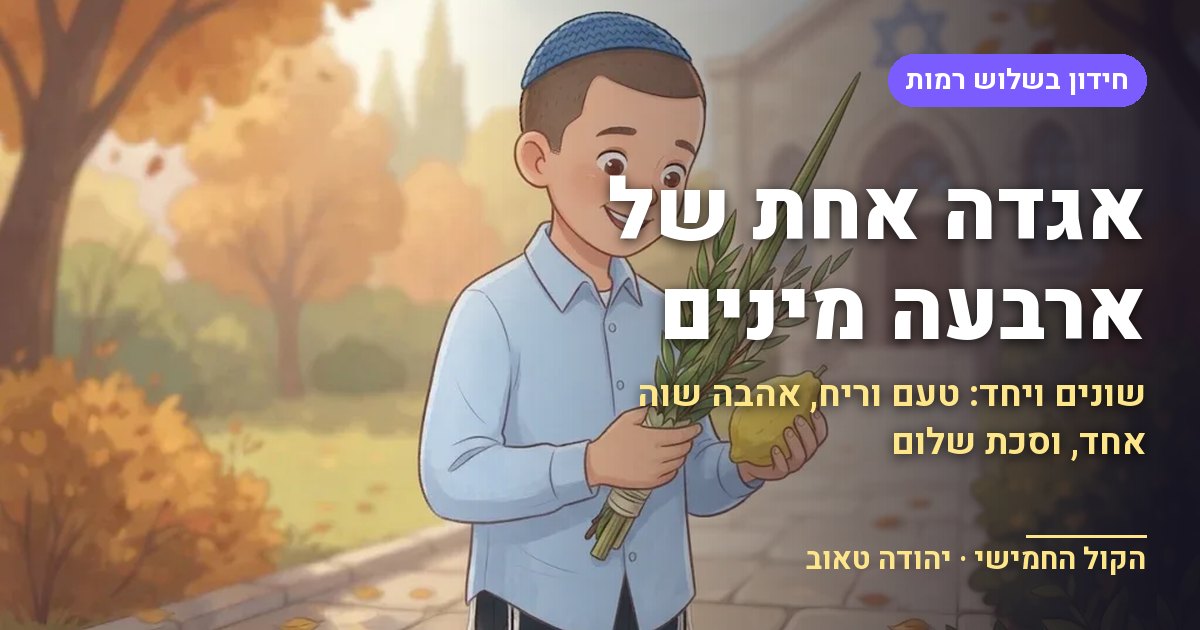 חידון בשלוש רמות
אגדה אחת של
ארבעה מינים
שונים ויחד: טעם וריח, אהבה שוה
אחד, וסכת שלום
הקול החמישי · יהודה טאוב